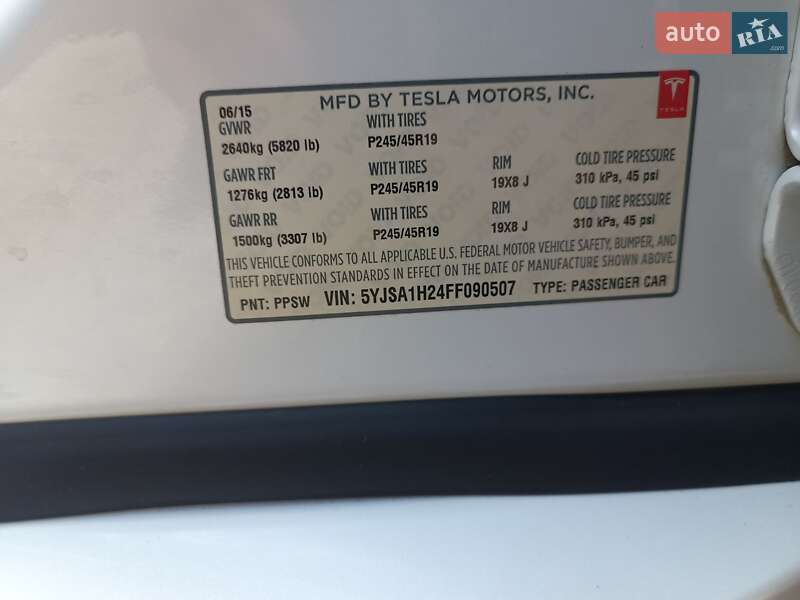 auto RIA
MFD BY TESLA MOTORS, INC.
TESLA
06/15
GVWR WITH TIRES
2640kg (5820 lb) P245/45R19
GAWR FRT WITH TIRES RIM COLD TIRE PRESSURE
1276kg (2813 lb) P245/45R19 19X8 J 310 kPa, 45 psi
GAWR RR WITH TIRES RIM COLD TIRE PRESSURE
1500kg (3307 lb) P245/45R19 19X8 J 310 kPa, 45 psi
THIS VEHICLE CONFORMS TO ALL APPLICABLE U.S. FEDERAL MOTOR VEHICLE SAFETY, BUMPER, AND
THEFT PREVENTION STANDARDS IN EFFECT ON THE DATE OF MANUFACTURE SHOWN ABOVE.
PNT: PPSW VIN: 5YJSA1H24FF090507 TYPE: PASSENGER CAR